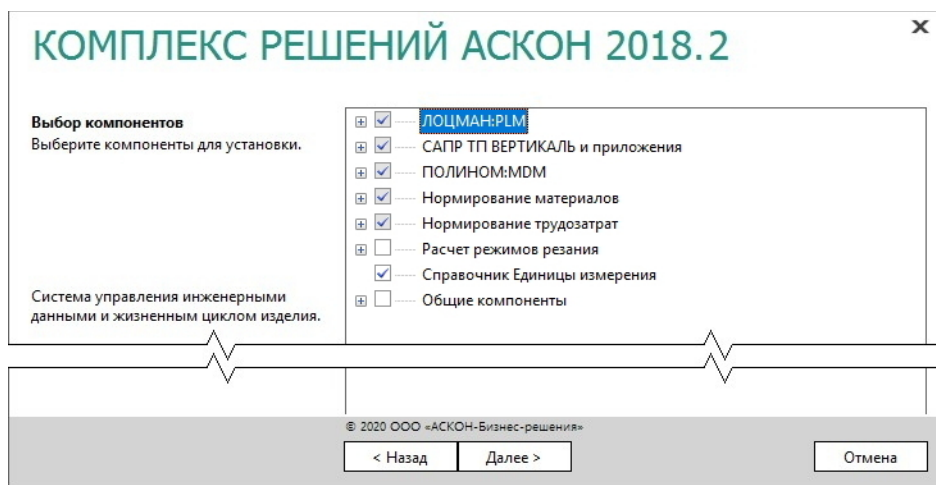 КОМПЛЕКС РЕШЕНИЙ АСКОН 2018.2
Выбор компонентов
Выберите компоненты для установки.
ЛОЦМАН:PLM
САПР ТП ВЕРТИКАЛЬ и приложения
ПОЛИНОМ:MDM
Нормирование материалов
Нормирование трудозатрат
Расчет режимов резания
Справочник Единицы измерения
Общие компоненты
Система управления инженерными
данными и жизненным циклом изделия.
© 2020 ООО «АСКОН-Бизнес-решения»
< Назад
Далее >
Отмена